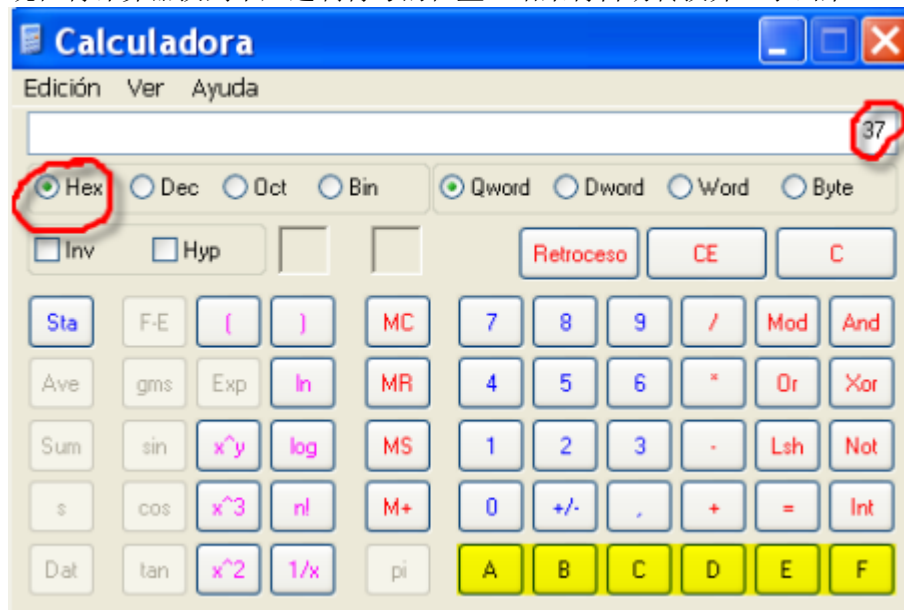 Calculadora
Edición Ver Ayuda
37
Hex Dec Oct Bin Qword Dword Word Byte
Inv Hyp Retroceso CE C
Sta F-E ( ) MC 7 8 9 / Mod And
Ave gms Exp ln MR 4 5 6 * Or Xor
Sum sin x^y log MS 1 2 3 - Lsh Not
s cos x^3 n! M+ 0 +/- , + = Int
Dat tan x^2 1/x pi A B C D E F